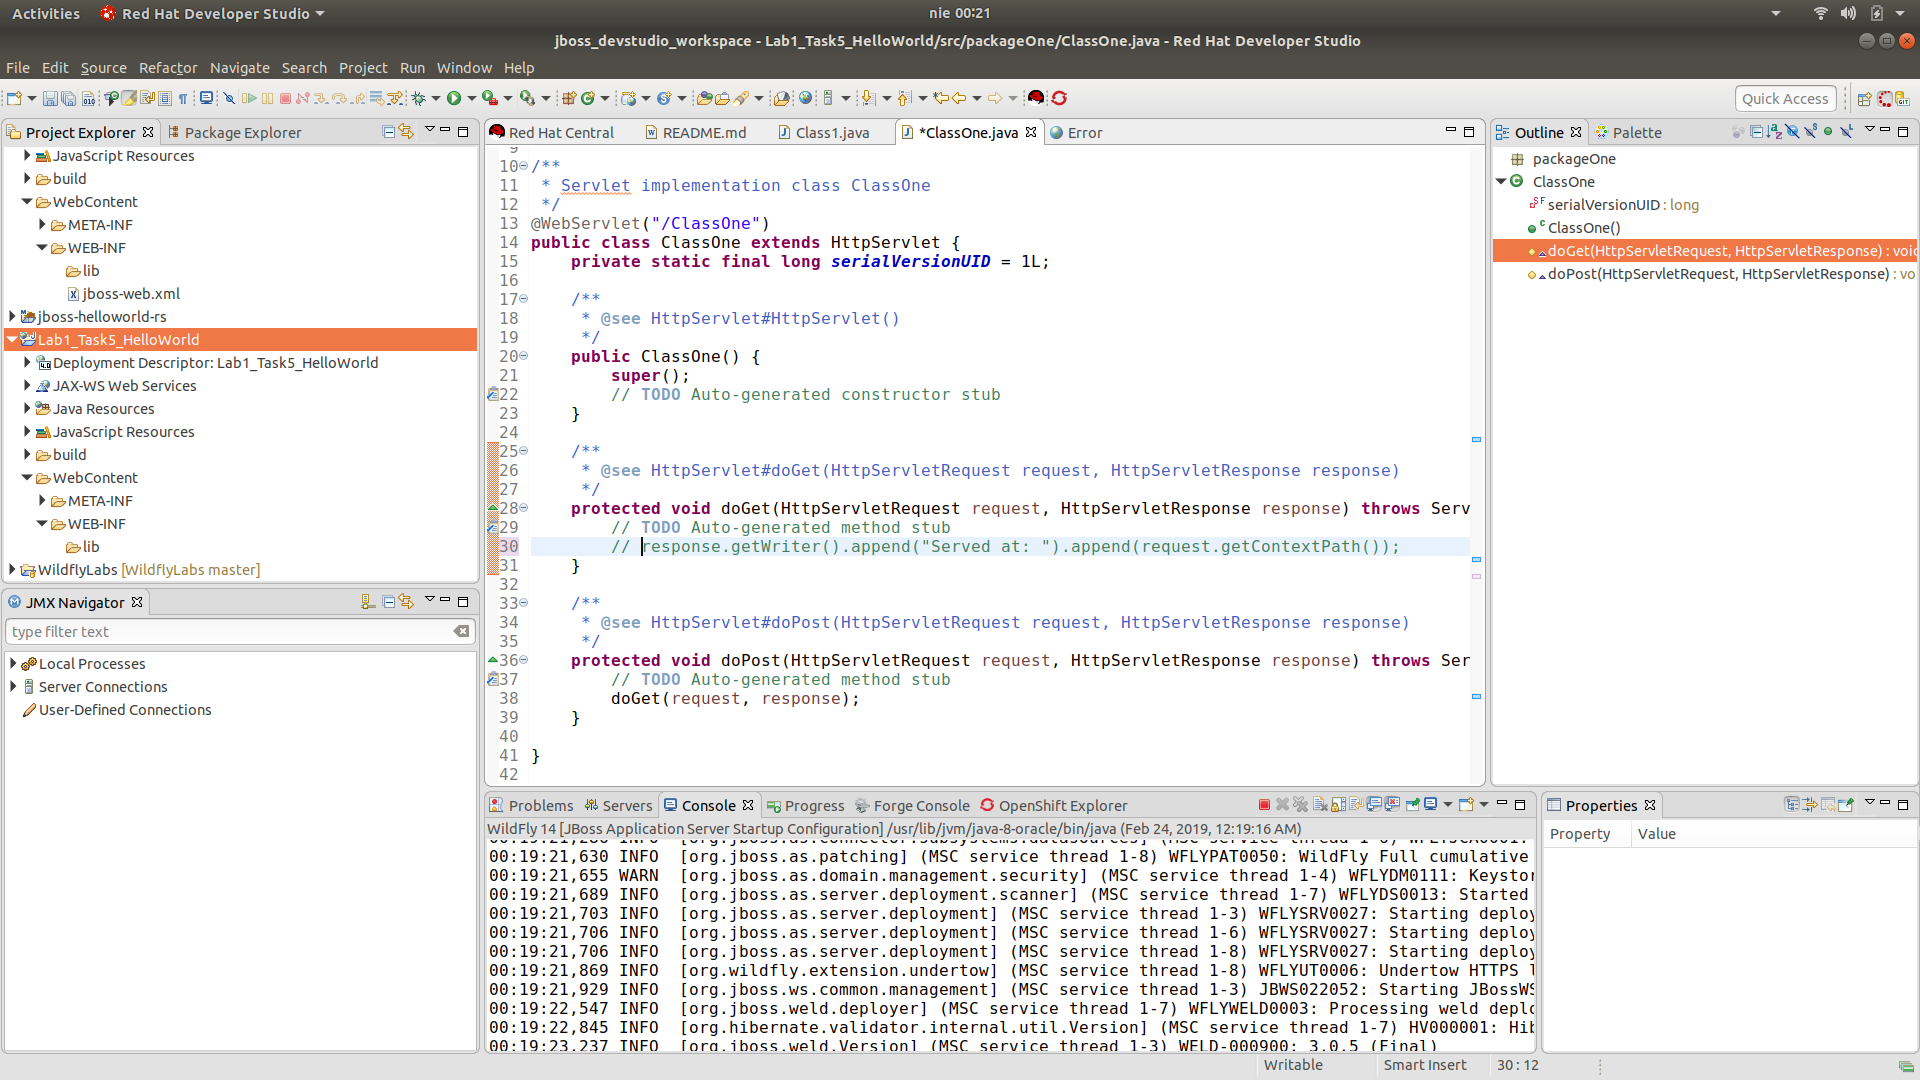 Activities
Red Hat Developer Studio
nie 00:21
jboss_devstudio_workspace - Lab1_Task5_HelloWorld/src/packageOne/ClassOne.java - Red Hat Developer Studio
File Edit Source Refactor Navigate Search Project Run Window Help
Quick Access
Project Explorer
Package Explorer
JavaScript Resources
build
WebContent
META-INF
WEB-INF
lib
jboss-web.xml
jboss-helloworld-rs
Lab1_Task5_HelloWorld
Deployment Descriptor: Lab1_Task5_HelloWorld
JAX-WS Web Services
Java Resources
JavaScript Resources
build
WebContent
META-INF
WEB-INF
lib
WildflyLabs [WildflyLabs master]
JMX Navigator
type filter text
Local Processes
Server Connections
User-Defined Connections
Red Hat Central
README.md
Class1.java
*ClassOne.java
Error
9
10 /**
11 * Servlet implementation class ClassOne
12 */
13 @WebServlet("/ClassOne")
14 public class ClassOne extends HttpServlet {
15 private static final long serialVersionUID = 1L;
16
17 /**
18 * @see HttpServlet#HttpServlet()
19 */
20 public ClassOne() {
21 super();
22 // TODO Auto-generated constructor stub
23 }
24
25 /**
26 * @see HttpServlet#doGet(HttpServletRequest request, HttpServletResponse response)
27 */
28 protected void doGet(HttpServletRequest request, HttpServletResponse response) throws Serv
29 // TODO Auto-generated method stub
30 // response.getWriter().append("Served at: ").append(request.getContextPath());
31 }
32
33 /**
34 * @see HttpServlet#doPost(HttpServletRequest request, HttpServletResponse response)
35 */
36 protected void doPost(HttpServletRequest request, HttpServletResponse response) throws Ser
37 // TODO Auto-generated method stub
38 doGet(request, response);
39 }
40
41 }
42
Outline
Palette
packageOne
ClassOne
serialVersionUID : long
ClassOne()
doGet(HttpServletRequest, HttpServletResponse) : void
doPost(HttpServletRequest, HttpServletResponse) : vo
Problems
Servers
Console
Progress
Forge Console
OpenShift Explorer
WildFly 14 [JBoss Application Server Startup Configuration] /usr/lib/jvm/java-8-oracle/bin/java (Feb 24, 2019, 12:19:16 AM)
00:19:21,630 INFO [org.jboss.as.patching] (MSC service thread 1-8) WFLYPAT0050: WildFly Full cumulative
00:19:21,655 WARN [org.jboss.as.domain.management.security] (MSC service thread 1-4) WFLYDM0111: Keystor
00:19:21,689 INFO [org.jboss.as.server.deployment.scanner] (MSC service thread 1-7) WFLYDS0013: Started
00:19:21,703 INFO [org.jboss.as.server.deployment] (MSC service thread 1-3) WFLYSRV0027: Starting deploy
00:19:21,706 INFO [org.jboss.as.server.deployment] (MSC service thread 1-6) WFLYSRV0027: Starting deploy
00:19:21,706 INFO [org.jboss.as.server.deployment] (MSC service thread 1-8) WFLYSRV0027: Starting deploy
00:19:21,869 INFO [org.wildfly.extension.undertow] (MSC service thread 1-8) WFLYUT0006: Undertow HTTPS l
00:19:21,929 INFO [org.jboss.ws.common.management] (MSC service thread 1-3) JBWS022052: Starting JBossWS
00:19:22,547 INFO [org.jboss.weld.deployer] (MSC service thread 1-7) WFLYWELD0003: Processing weld deplo
00:19:22,845 INFO [org.hibernate.validator.internal.util.Version] (MSC service thread 1-7) HV000001: Hib
00:19:23,237 INFO [org.jboss.weld.Version] (MSC service thread 1-3) WELD-000900: 3.0.5 (Final)
Properties
Property
Value
Writable
Smart Insert
30 : 12